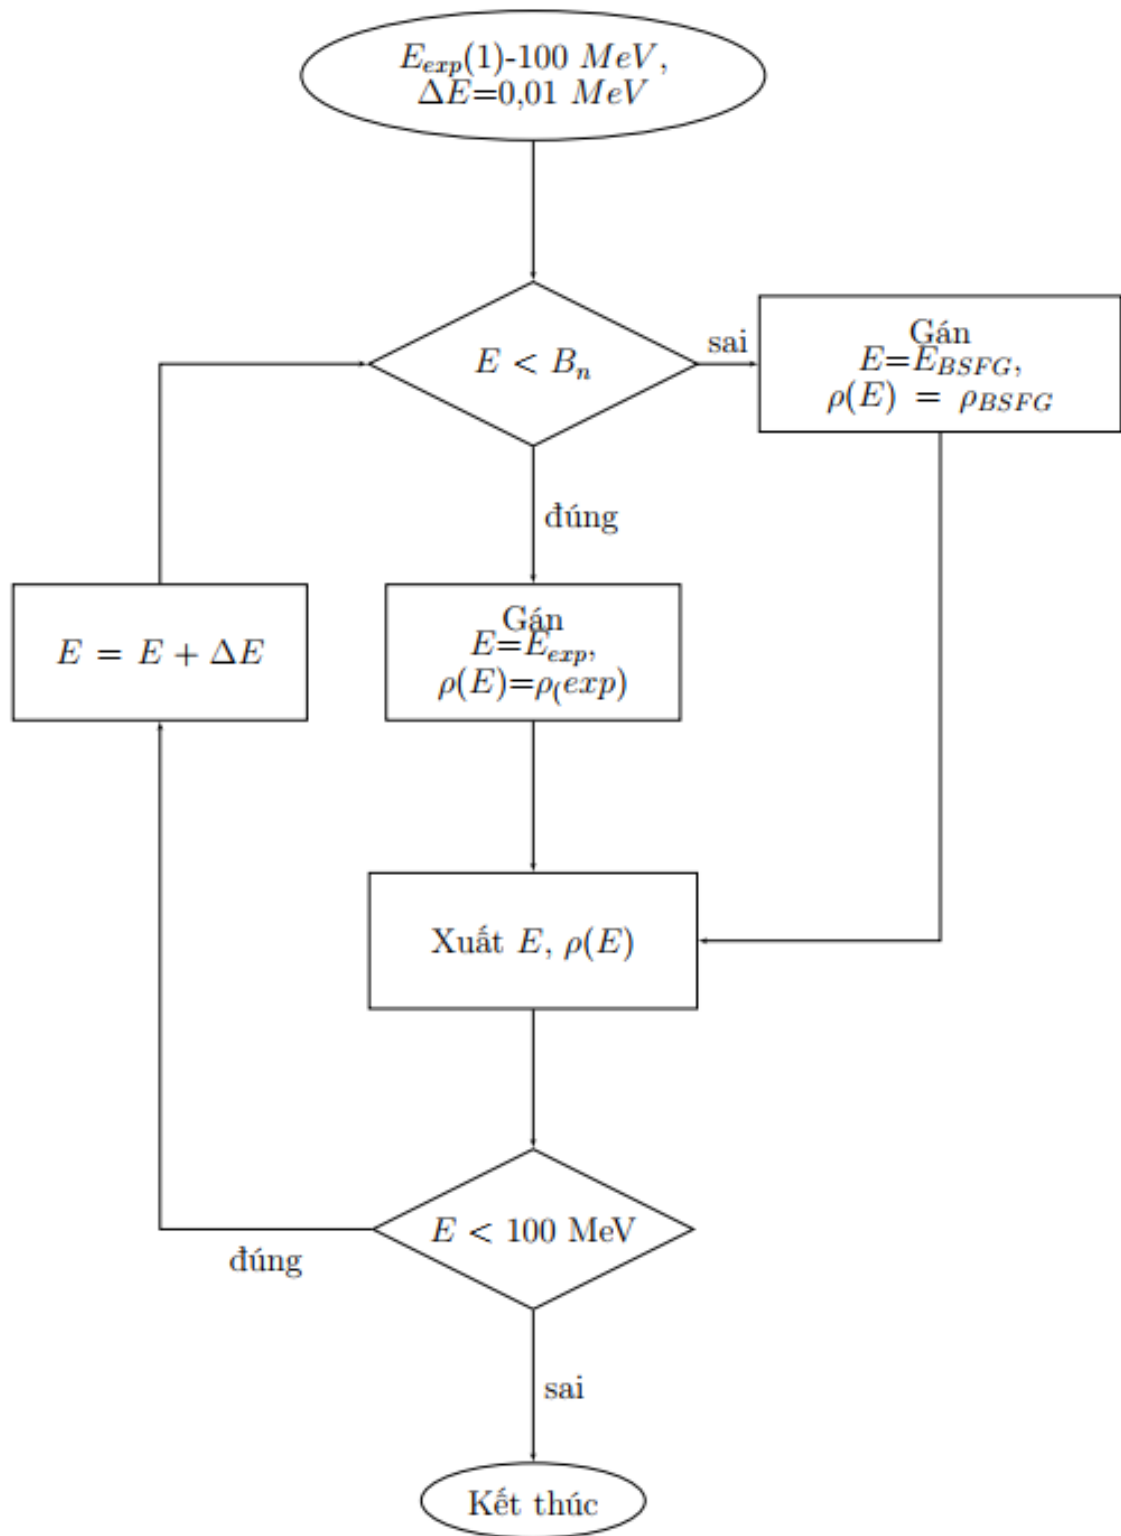 E_exp(1)-100 MeV,
ΔE=0,01 MeV
E < B_n
sai
Gán
E=E_BSFG,
ρ(E) = ρ_BSFG
đúng
E = E + ΔE
Gán
E=E_exp,
ρ(E)=ρ_(exp)
Xuất E, ρ(E)
E < 100 MeV
đúng
sai
Kết thúc